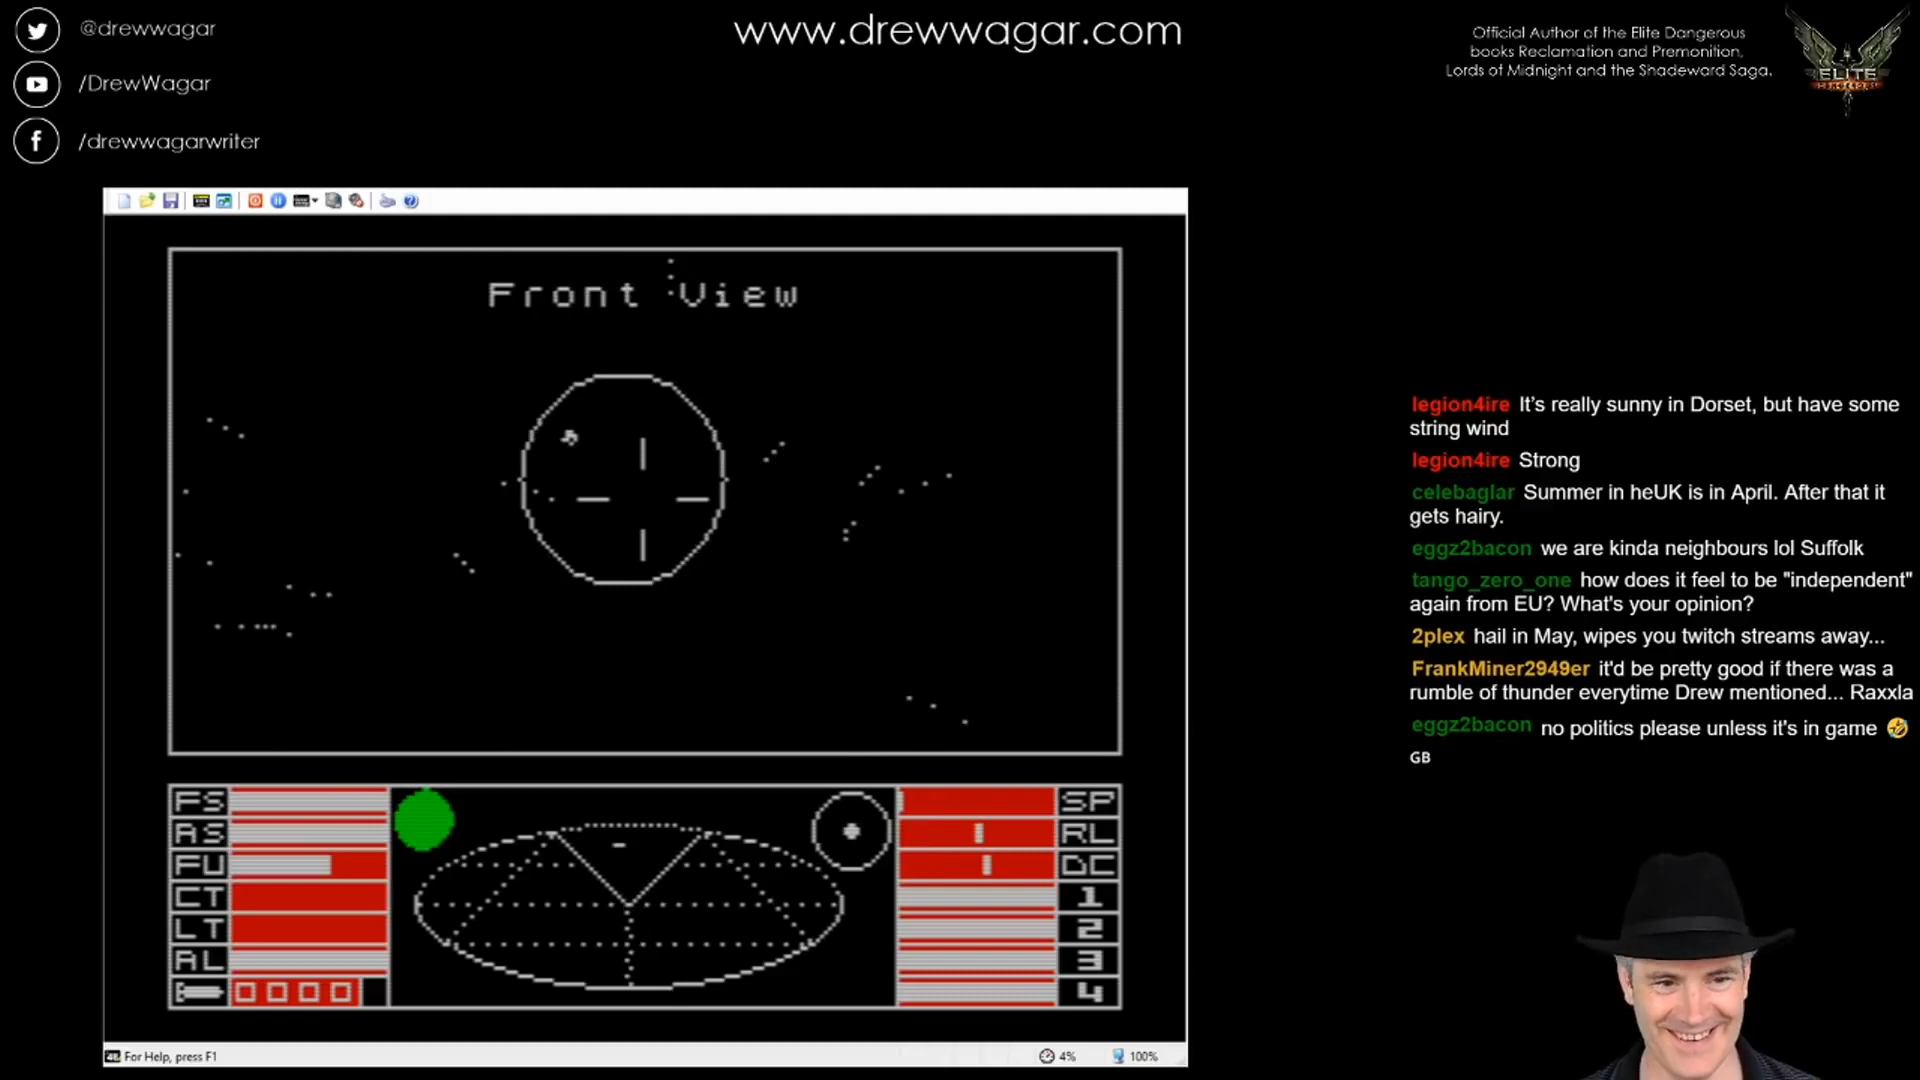 @drewwagar
/DrewWagar
/drewwagarwriter
www.drewwagar.com
Official Author of the Elite Dangerous
books Reclamation and Premonition,
Lords of Midnight and the Shadeward Saga.
ELITE
DANGEROUS
Front View
FS
AS
FU
CT
LT
AL
SP
RL
DC
1
2
3
4
For Help, press F1
4%
100%
legion4ire It's really sunny in Dorset, but have some
string wind
legion4ire Strong
celebaglar Summer in heUK is in April. After that it
gets hairy.
eggz2bacon we are kinda neighbours lol Suffolk
tango_zero_one how does it feel to be "independent"
again from EU? What's your opinion?
2plex hail in May, wipes you twitch streams away...
FrankMiner2949er it'd be pretty good if there was a
rumble of thunder everytime Drew mentioned... Raxxla
eggz2bacon no politics please unless it's in game 🤣
GB